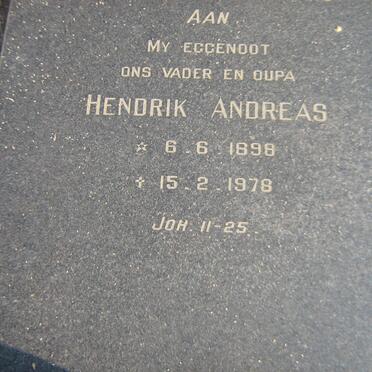 AAN
MY EGGENOOT
ONS VADER EN OUPA
HENDRIK ANDREAS
☆ 6.6.1898
✝ 15.2.1978
JOH. 11-25.